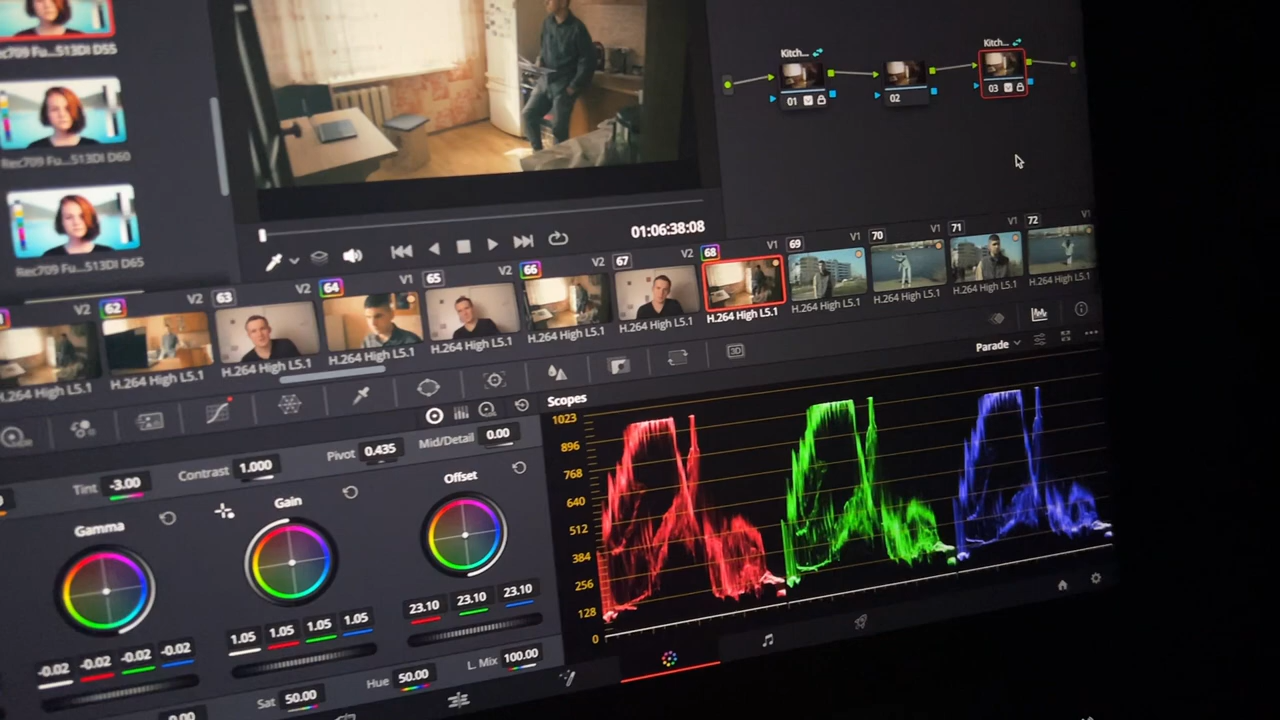 Rec709 Fu...513DI D55
Rec709 Fu...513DI D60
Rec709 Fu...513DI D65
Kitch...
01
02
Kitch...
03
01:06:38:08
V2
62
V2
63
V2
64
V1
65
V2
66
V2
67
V2
68
V1
69
V1
70
V1
71
V1
72
V1
H.264 High L5.1
H.264 High L5.1
H.264 High L5.1
H.264 High L5.1
H.264 High L5.1
H.264 High L5.1
H.264 High L5.1
H.264 High L5.1
H.264 High L5.1
H.264 High L5.1
H.264 High L5.1
3D
Parade
Scopes
1023
896
768
640
512
384
256
128
0
Tint -3.00
Contrast 1.000
Pivot 0.435
Mid/Detail 0.00
Gamma
Gain
Offset
-0.02 -0.02 -0.02 -0.02
1.05 1.05 1.05 1.05
23.10 23.10 23.10
Sat 50.00
Hue 50.00
L. Mix 100.00